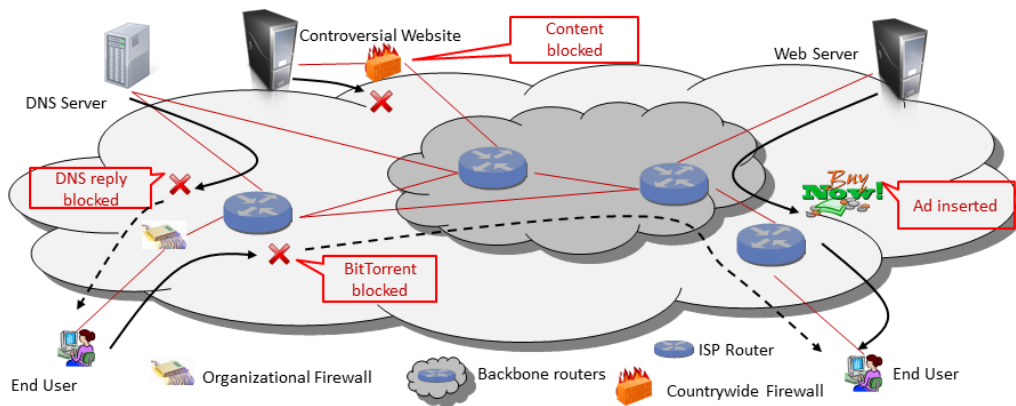 Controversial Website
Content
blocked
Web Server
DNS Server
DNS reply
blocked
Buy
Now!
Ad inserted
BitTorrent
blocked
End User
Organizational Firewall
Backbone routers
ISP Router
Countrywide Firewall
End User